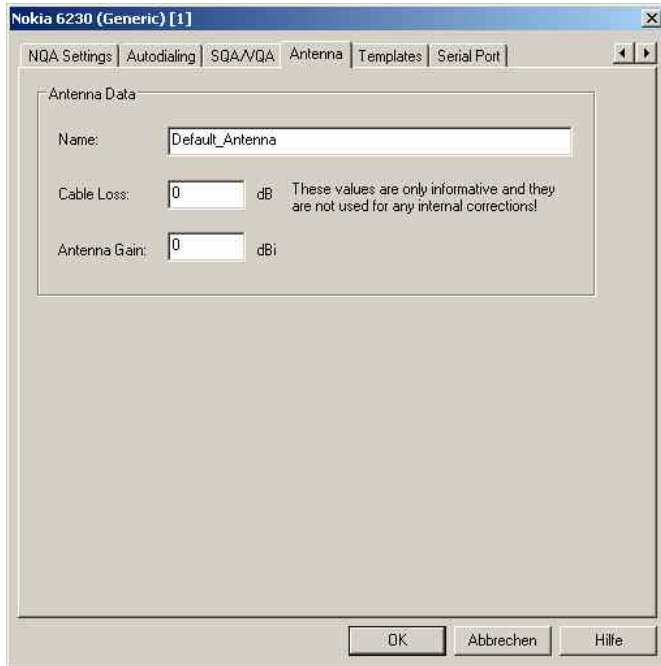 Nokia 6230 (Generic) [1]
NQA Settings Autodialing SQA/VQA Antenna Templates Serial Port
Antenna Data
Name: Default_Antenna
Cable Loss: 0 dB These values are only informative and they
are not used for any internal corrections!
Antenna Gain: 0 dBi
OK Abbrechen Hilfe